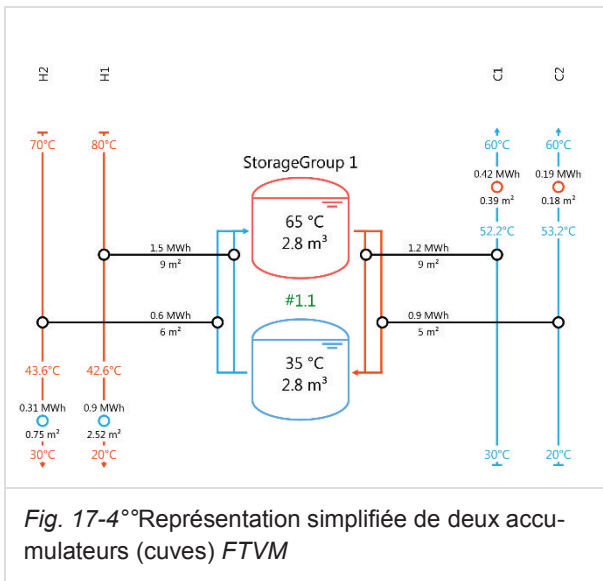 H2
H1
C1
C2
70°C
80°C
60°C
60°C
StorageGroup 1
0.42 MWh
0.19 MWh
0.39 m²
0.18 m²
65 °C
2.8 m³
52.2°C
53.2°C
1.5 MWh
9 m²
1.2 MWh
9 m²
#1.1
0.6 MWh
6 m²
0.9 MWh
5 m²
35 °C
2.8 m³
43.6°C
42.6°C
0.31 MWh
0.9 MWh
0.75 m²
2.52 m²
30°C
20°C
30°C
20°C
Fig. 17-4°°Représentation simplifiée de deux accu-
mulateurs (cuves) FTVM